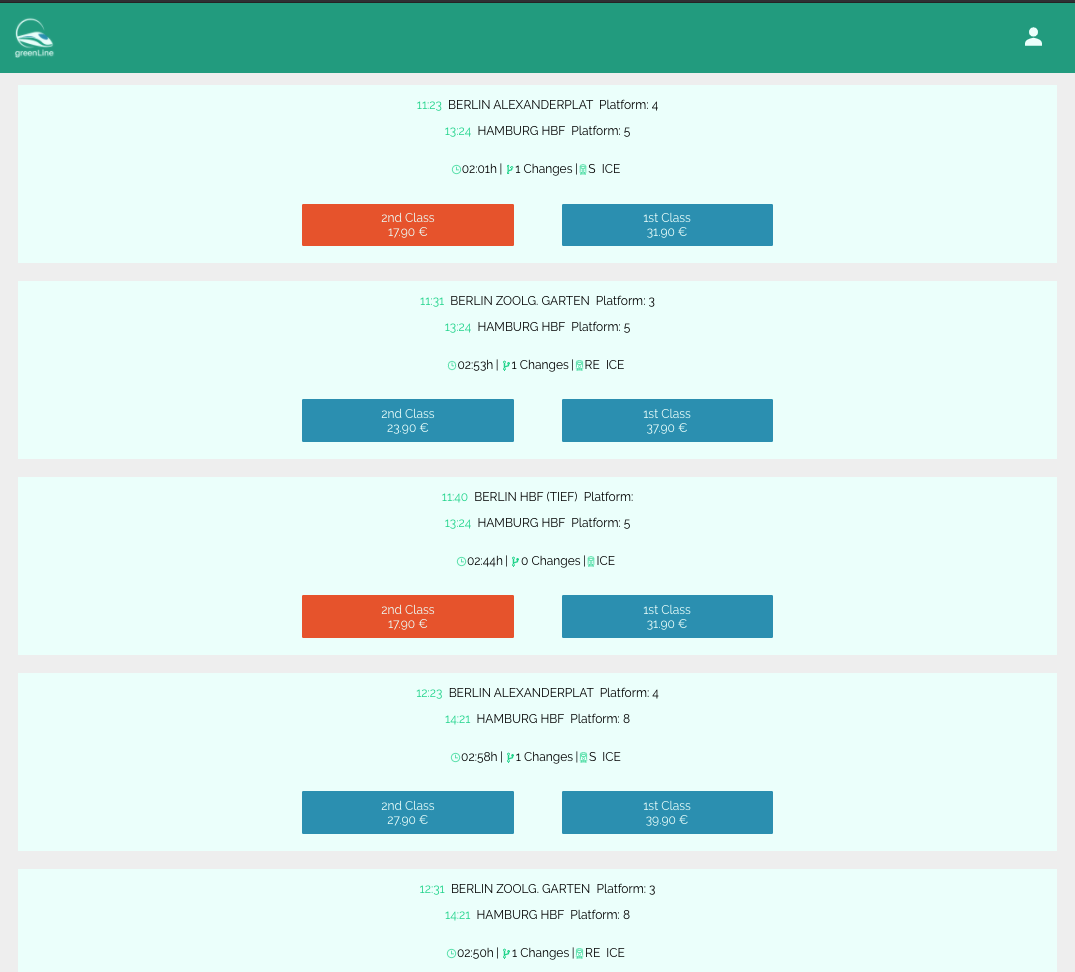 greenLine
11:23 BERLIN ALEXANDERPLAT Platform: 4
13:24 HAMBURG HBF Platform: 5
02:01h | 1 Changes | S ICE
2nd Class
17.90 €
1st Class
31.90 €
11:31 BERLIN ZOOLG. GARTEN Platform: 3
13:24 HAMBURG HBF Platform: 5
02:53h | 1 Changes | RE ICE
2nd Class
23.90 €
1st Class
37.90 €
11:40 BERLIN HBF (TIEF) Platform:
13:24 HAMBURG HBF Platform: 5
02:44h | 0 Changes | ICE
2nd Class
17.90 €
1st Class
31.90 €
12:23 BERLIN ALEXANDERPLAT Platform: 4
14:21 HAMBURG HBF Platform: 8
02:58h | 1 Changes | S ICE
2nd Class
27.90 €
1st Class
39.90 €
12:31 BERLIN ZOOLG. GARTEN Platform: 3
14:21 HAMBURG HBF Platform: 8
02:50h | 1 Changes | RE ICE